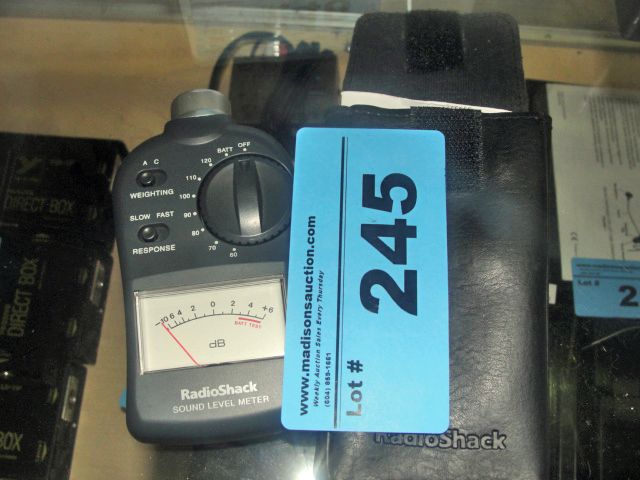 BATT OFF
120
110
100
90
80
70
60
A C
WEIGHTING
SLOW FAST
RESPONSE
-10 6 4 2 0 2 4 +6
BATT TEST
dB
RadioShack
SOUND LEVEL METER
www.madisonsauction.com
Weekly Auction Sales Every Thursday
Lot #
245
RadioShack
DIRECT BOX
DIRECT BOX
BOX
Lot #
2